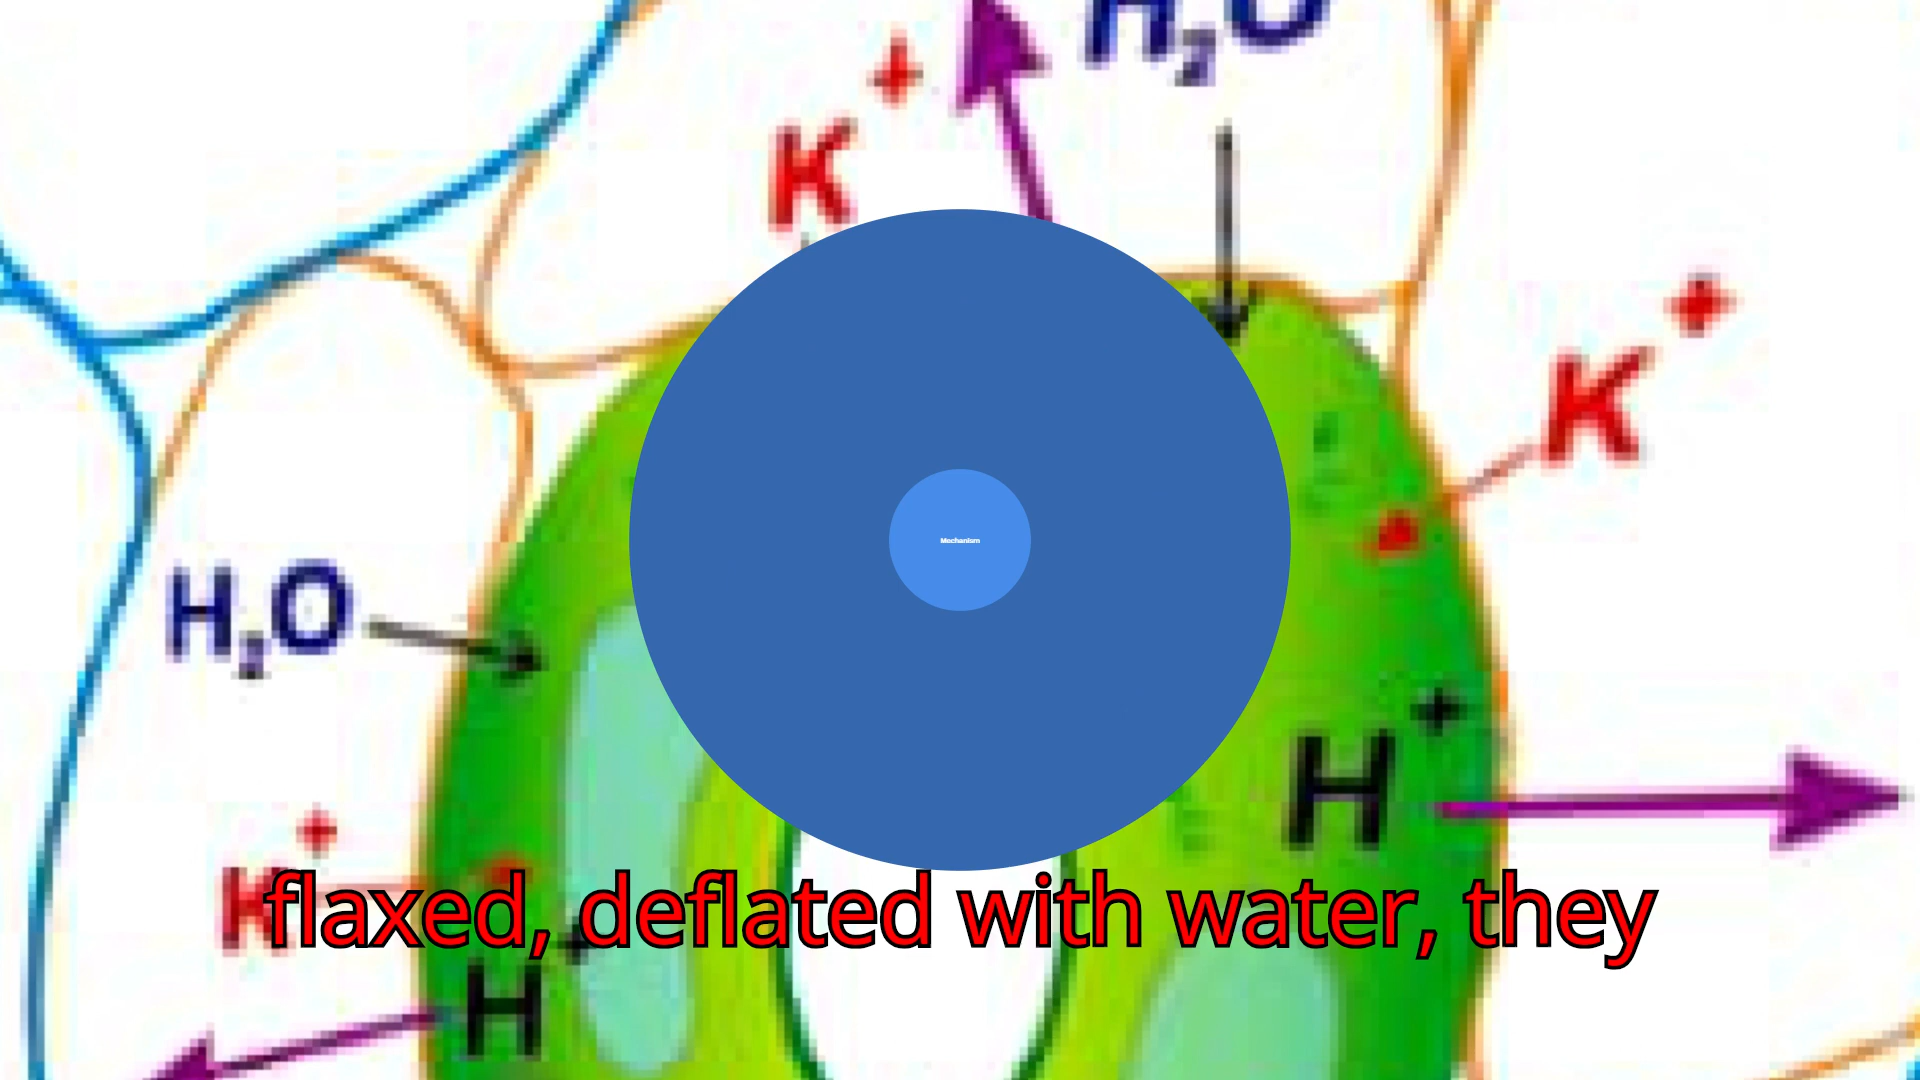 H₂O
K⁺
K⁺
Mechanism
H₂O
H⁺
K⁺
flaxed, deflated with water, they
H⁺